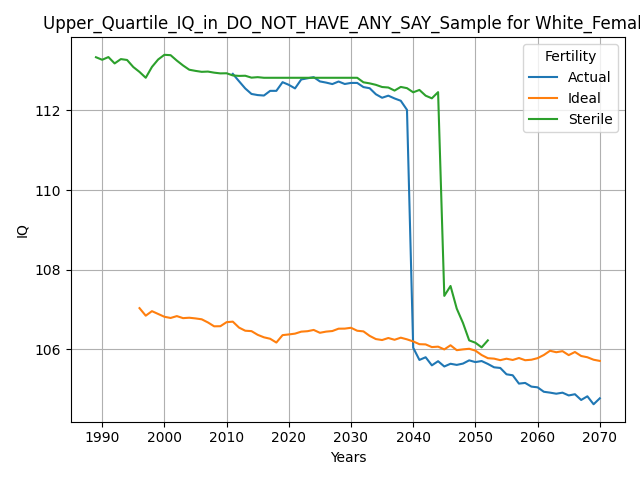 Upper_Quartile_IQ_in_DO_NOT_HAVE_ANY_SAY_Sample for White_Femal
Fertility
Actual
Ideal
Sterile
112
110
108
106
IQ
1990 2000 2010 2020 2030 2040 2050 2060 2070
Years